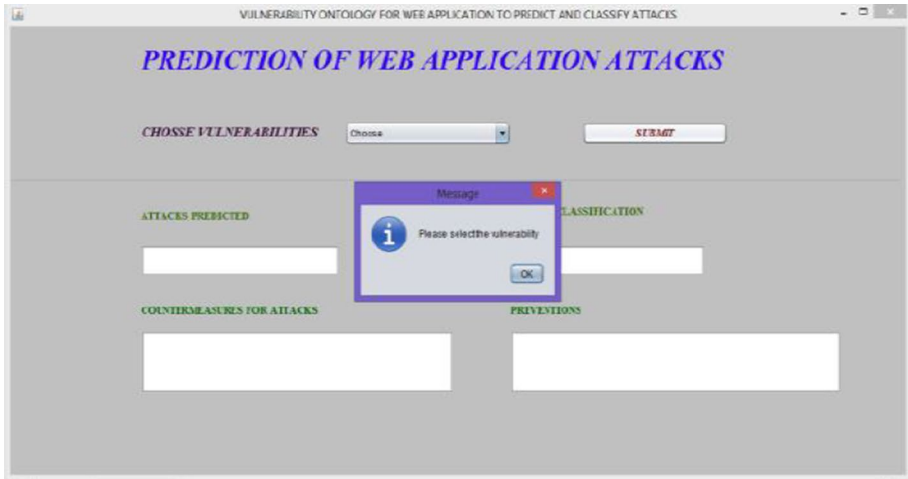 VULNERABILITY ONTOLOGY FOR WEB APPLICATION TO PREDICT AND CLASSIFY ATTACKS
PREDICTION OF WEB APPLICATION ATTACKS
CHOSSE VULNERABILITIES
Choose
SUBMIT
Message
ATTACKS PREDICTED
CLASSIFICATION
Please selectthe vulnerability
OK
COUNTERMEASURES FOR ATTACKS
PREVENTIONS